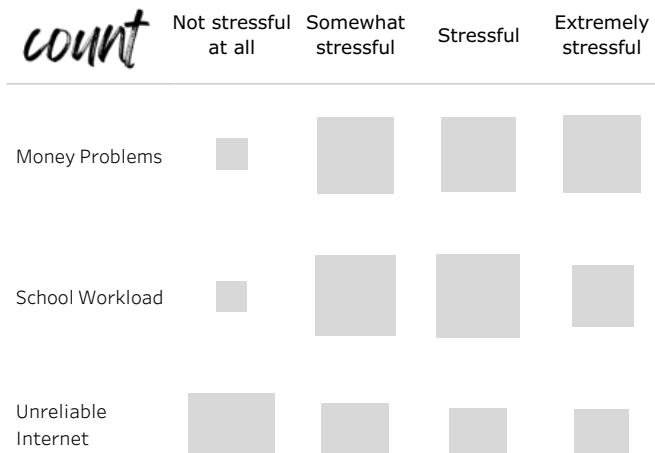 count
Not stressful
at all
Somewhat
stressful
Stressful
Extremely
stressful
Money Problems
School Workload
Unreliable
Internet